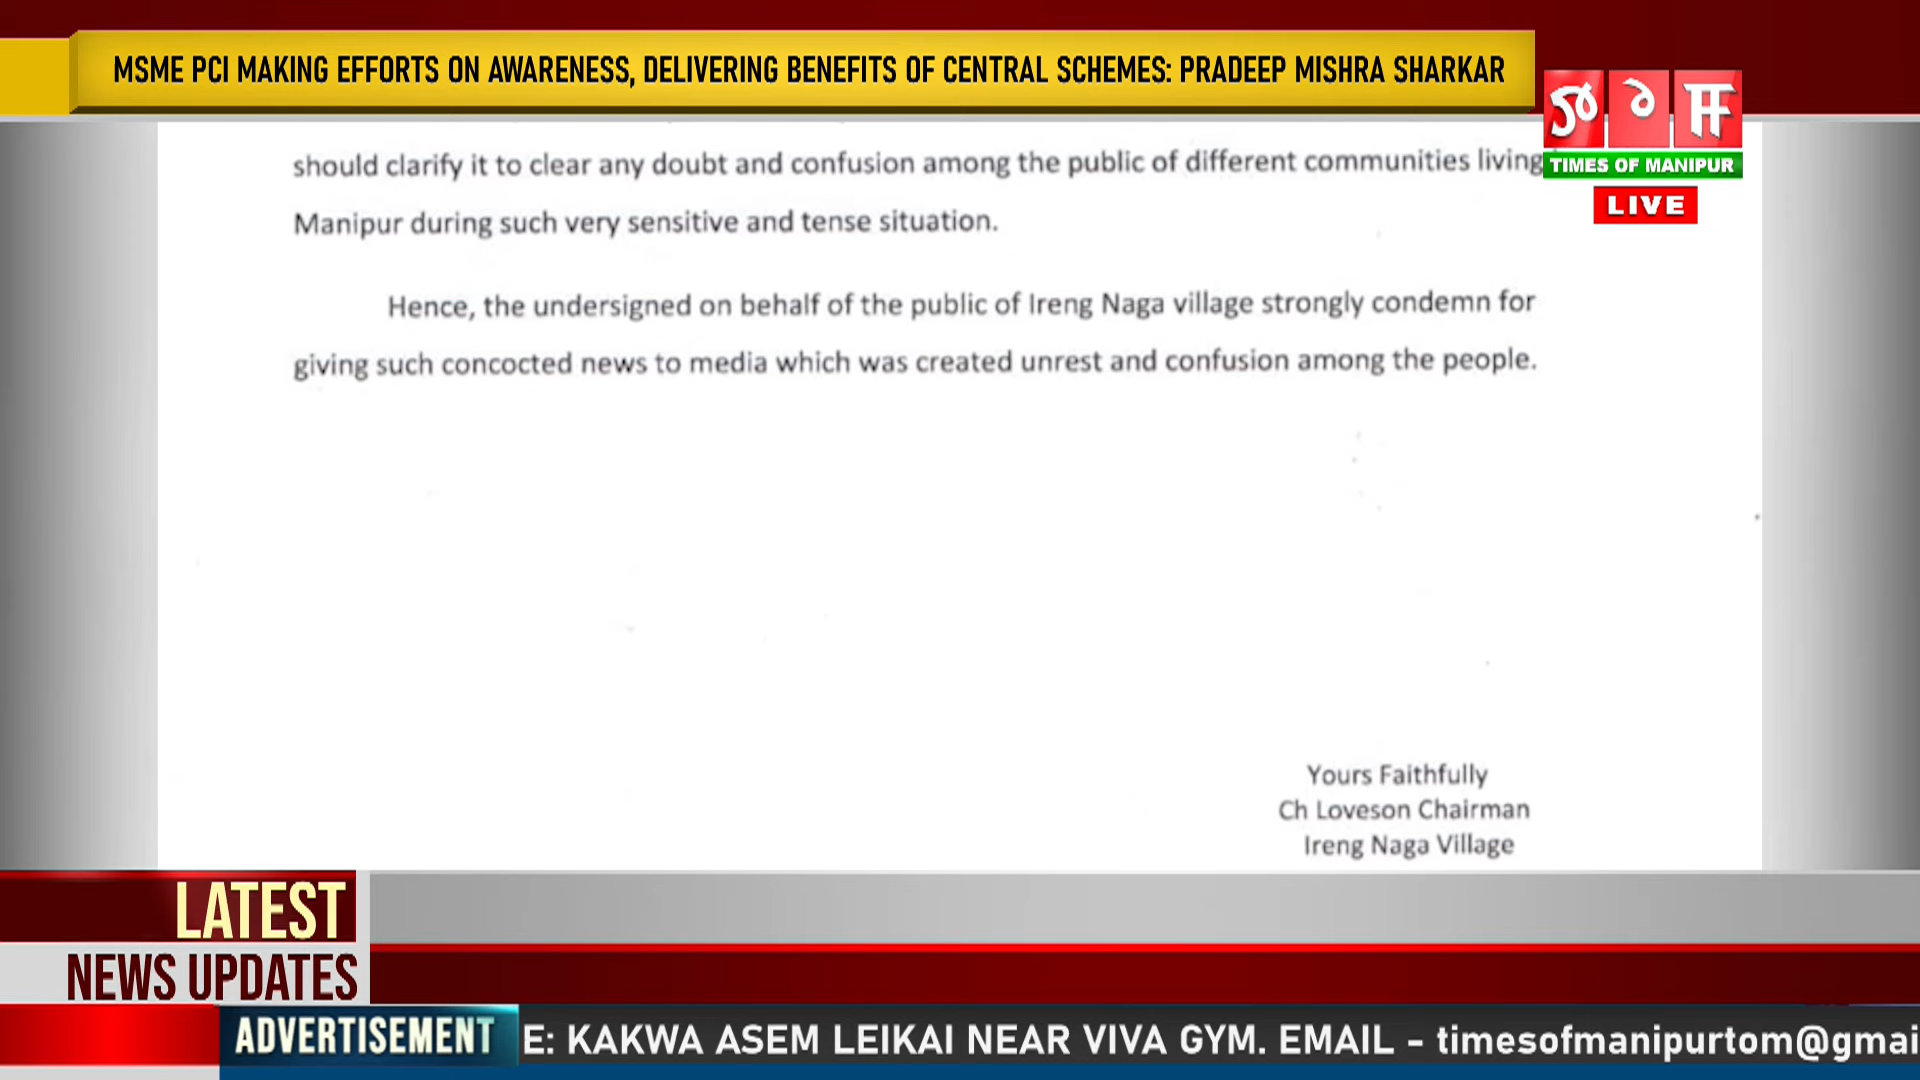 MSME PCI MAKING EFFORTS ON AWARENESS, DELIVERING BENEFITS OF CENTRAL SCHEMES: PRADEEP MISHRA SHARKAR
TIMES OF MANIPUR
LIVE
should clarify it to clear any doubt and confusion among the public of different communities living
Manipur during such very sensitive and tense situation.
Hence, the undersigned on behalf of the public of Ireng Naga village strongly condemn for
giving such concocted news to media which was created unrest and confusion among the people.
Yours Faithfully
Ch Loveson Chairman
Ireng Naga Village
LATEST
NEWS UPDATES
ADVERTISEMENT
E: KAKWA ASEM LEIKAI NEAR VIVA GYM. EMAIL - timesofmanipurtom@gmai